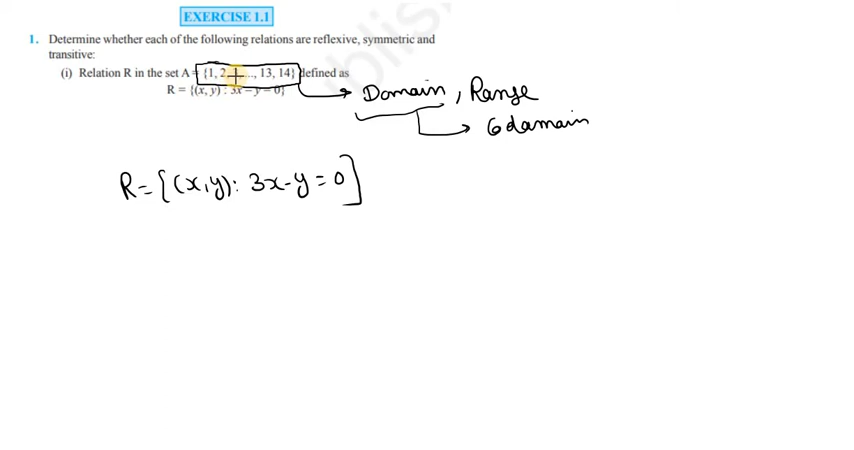 EXERCISE 1.1
1. Determine whether each of the following relations are reflexive, symmetric and
transitive:
(i) Relation R in the set A = {1, 2, ..., 13, 14} defined as
R = {(x, y) : 3x – y = 0}
Domain, Range
Codamain
R = {(x,y): 3x-y = 0}